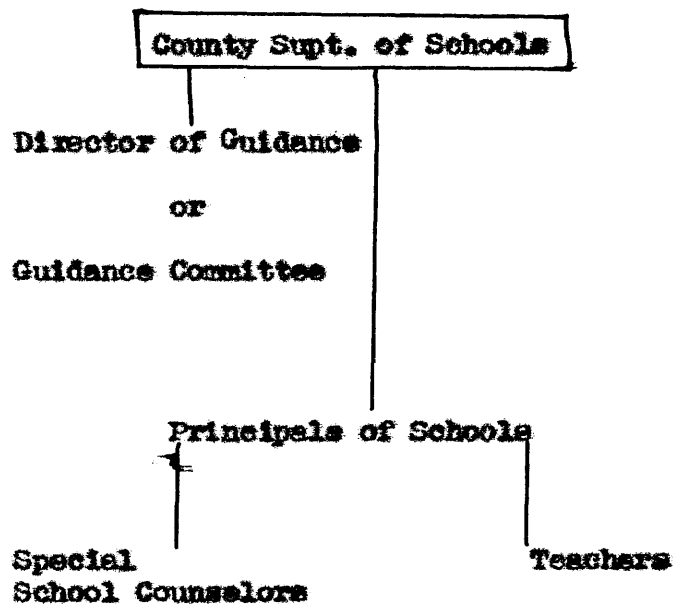 County Supt. of Schools
Director of Guidance
or
Guidance Committee
Principals of Schools
Special
School Counselors
Teachers